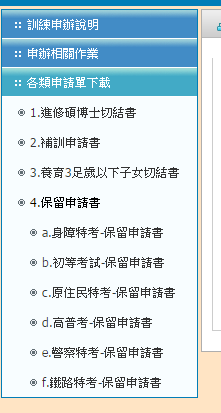 :: 訓練申辦說明
:: 申辦相關作業
:: 各類申請單下載
1.進修碩博士切結書
2.補訓申請書
3.養育3足歲以下子女切結書
4.保留申請書
a.身障特考-保留申請書
b.初等考試-保留申請書
c.原住民特考-保留申請書
d.高普考-保留申請書
e.警察特考-保留申請書
f.鐵路特考-保留申請書